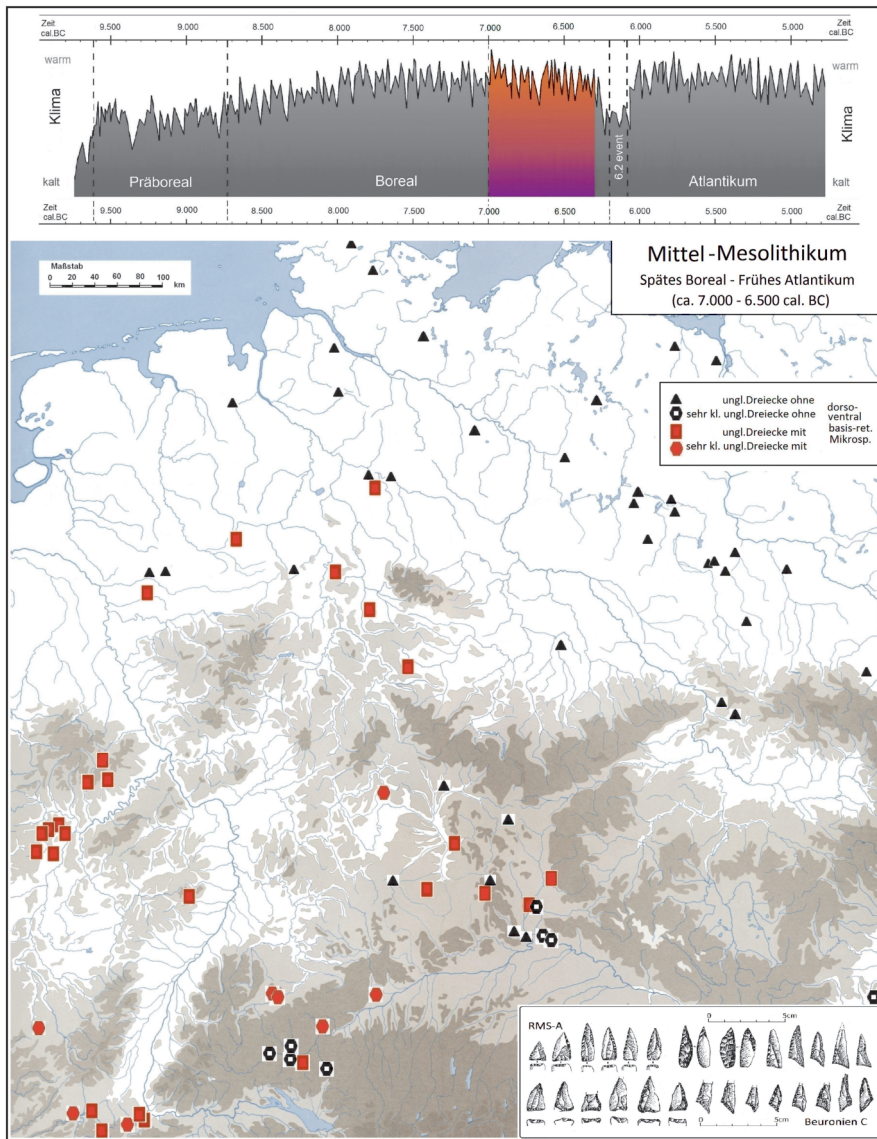 Zeit
cal.BC
9.500 9.000 8.500 8.000 7.500 7.000 6.500 6.000 5.500 5.000
Zeit
cal.BC
warm
Klima
kalt
Präboreal
Boreal
6.2 event
Atlantikum
warm
Klima
kalt
Zeit
cal.BC
9.500 9.000 8.500 8.000 7.500 7.000 6.500 6.000 5.500 5.000
Zeit
cal.BC
Maßstab
0 20 40 60 80 100
km
Mittel-Mesolithikum
Spätes Boreal - Frühes Atlantikum
(ca. 7.000 - 6.500 cal. BC)
ungl.Dreiecke ohne
sehr kl. ungl.Dreiecke ohne
ungl.Dreiecke mit
sehr kl. ungl.Dreiecke mit
dorso-
ventral
basis-ret.
Mikrosp.
RMS-A
0 5cm
0 5cm
Beuronien C